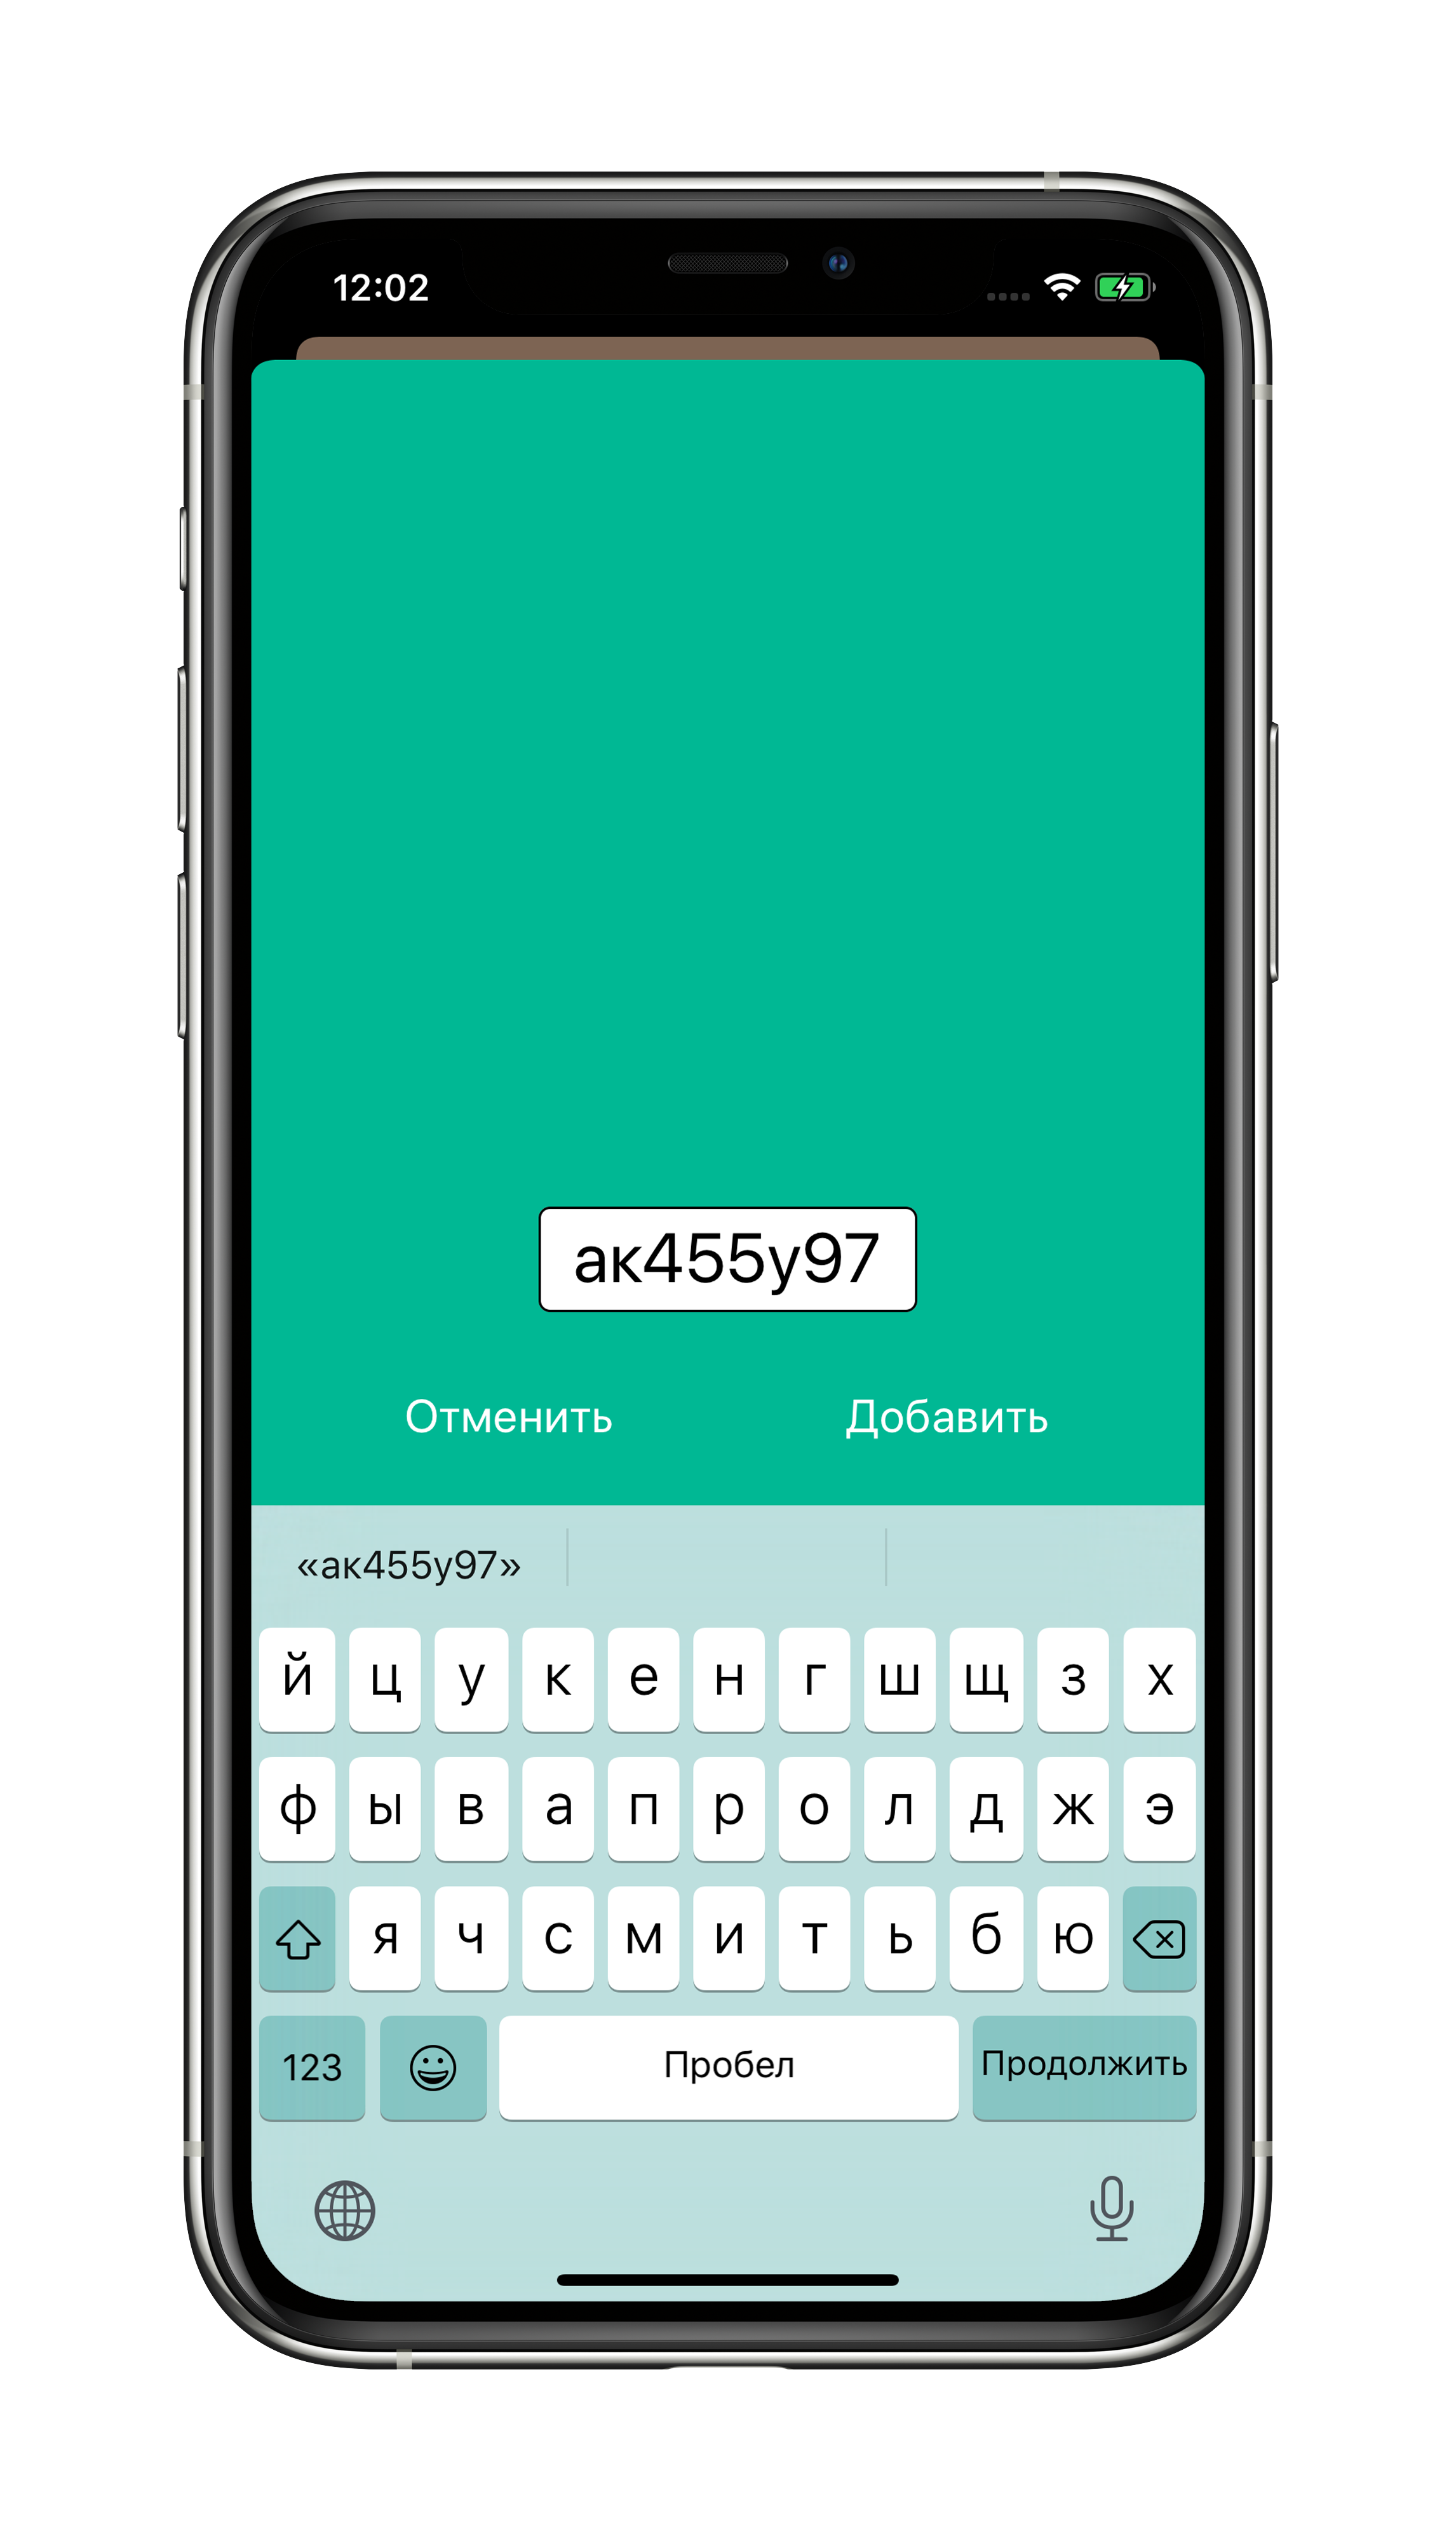 12:02
ак455у97
Отменить Добавить
«ак455у97»
й ц у к е н г ш щ з х
ф ы в а п р о л д ж э
я ч с м и т ь б ю
123 Пробел Продолжить